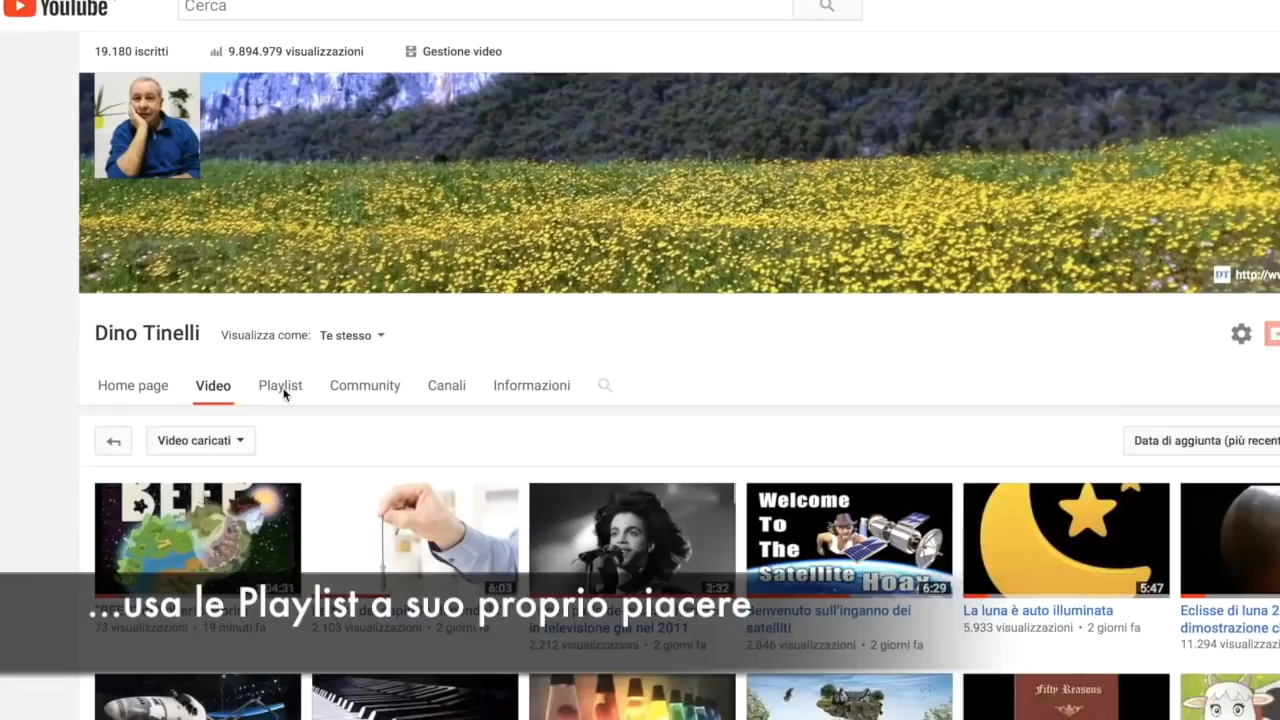 YouTube
Cerca
19.180 iscritti
9.894.979 visualizzazioni
Gestione video
DT
Dino Tinelli
Visualizza come: Te stesso
Home page
Video
Playlist
Community
Canali
Informazioni
Video caricati
Data di aggiunta (più recent
BEEP
6:03
3:32
Welcome
To
The
Satellite Hoax
6:29
5:47
…usa le Playlist a suo proprio piacere
73 visualizzazioni • 19 minuti fa
2.103 visualizzazioni • 2 giorni fa
in televisione già nel 2011
2.212 visualizzazioni • 2 giorni fa
Benvenuto sull'inganno dei
satelliti
2.846 visualizzazioni • 2 giorni fa
La luna è auto illuminata
5.933 visualizzazioni • 2 giorni fa
Eclisse di luna 2
dimostrazione
11.294 visualizzazi
Fifty Reasons